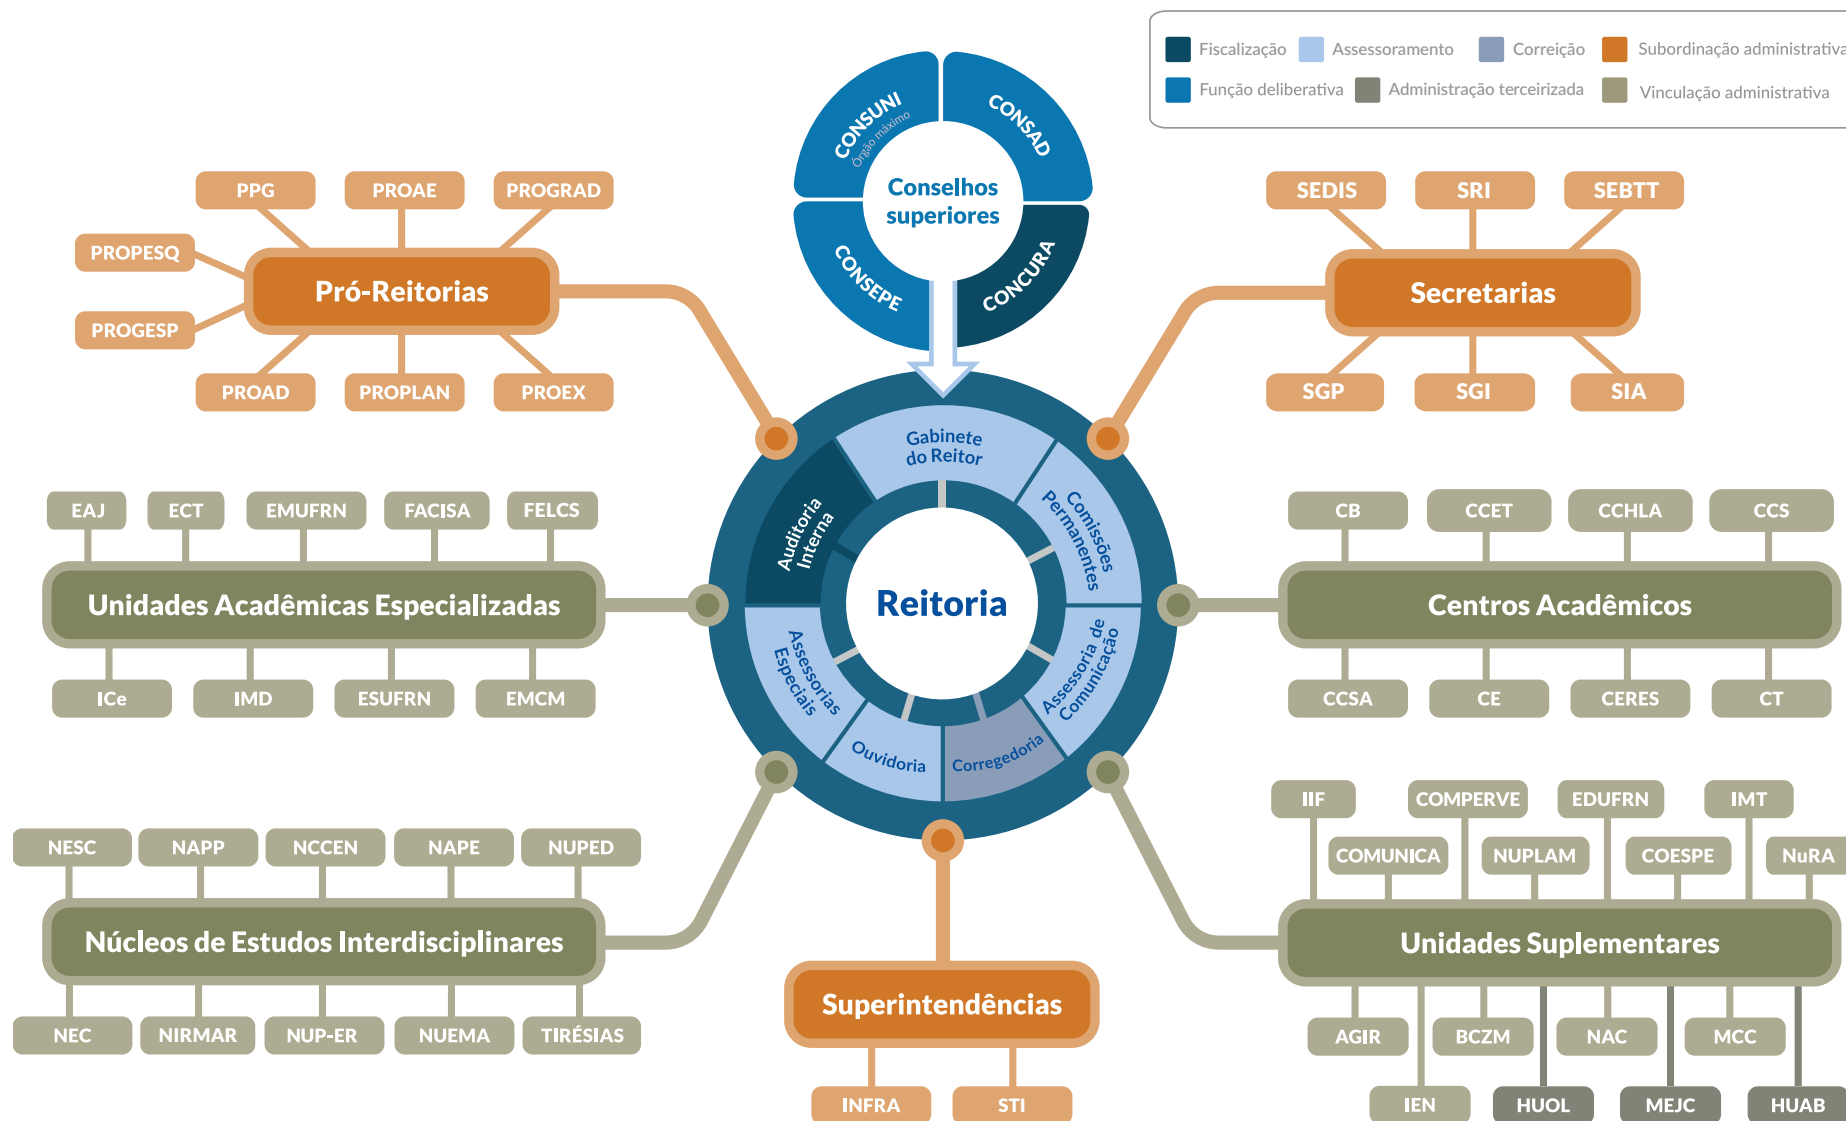 Fiscalização
Assessoramento
Correição
Subordinação administrativa
Função deliberativa
Administração terceirizada
Vinculação administrativa
CONSUNI
Órgão máximo
CONSAD
Conselhos
superiores
CONSEPE
CONCURA
PPG
PROAE
PROGRAD
PROPESQ
Pró-Reitorias
PROGESP
PROAD
PROPLAN
PROEX
SEDIS
SRI
SEBTT
Secretarias
SGP
SGI
SIA
Gabinete
do Reitor
Auditoria
Interna
Comissões
Permanentes
Reitoria
Assessorias
Especiais
Assessoria de
Comunicação
Ouvidoria
Corregedoria
EAJ
ECT
EMUFRN
FACISA
FELCS
Unidades Acadêmicas Especializadas
ICe
IMD
ESUFRN
EMCM
CB
CCET
CCHLA
CCS
Centros Acadêmicos
CCSA
CE
CERES
CT
NESC
NAPP
NCCEN
NAPE
NUPED
Núcleos de Estudos Interdisciplinares
NEC
NIRMAR
NUP-ER
NUEMA
TIRÉSIAS
Superintendências
INFRA
STI
IIF
COMPERVE
EDUFRN
IMT
COMUNICA
NUPLAM
COESPE
NuRA
Unidades Suplementares
AGIR
BCZM
NAC
MCC
IEN
HUOL
MEJC
HUAB